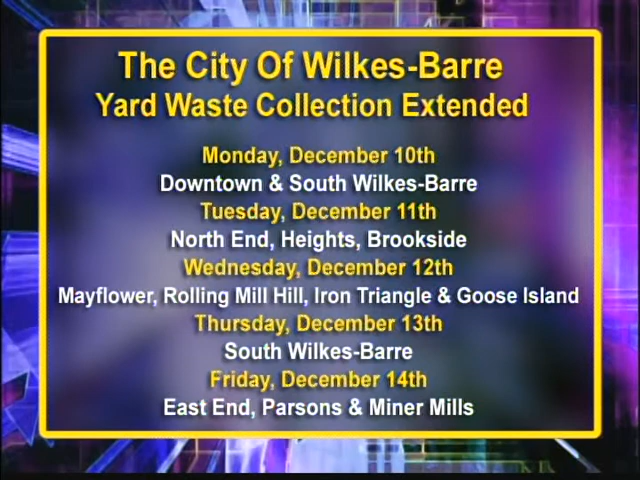 The City Of Wilkes-Barre
Yard Waste Collection Extended
Monday, December 10th
Downtown & South Wilkes-Barre
Tuesday, December 11th
North End, Heights, Brookside
Wednesday, December 12th
Mayflower, Rolling Mill Hill, Iron Triangle & Goose Island
Thursday, December 13th
South Wilkes-Barre
Friday, December 14th
East End, Parsons & Miner Mills